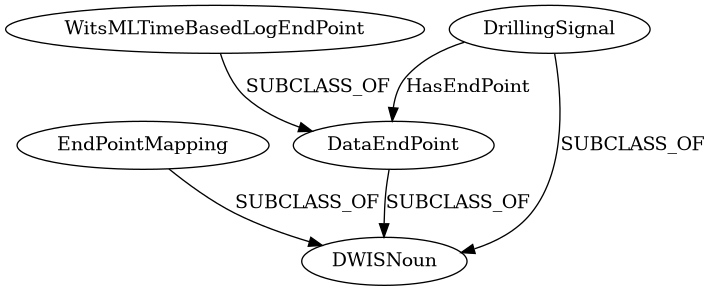 WitsMLTimeBasedLogEndPoint
DrillingSignal
SUBCLASS_OF
HasEndPoint
EndPointMapping
DataEndPoint
SUBCLASS_OF
SUBCLASS_OF
SUBCLASS_OF
DWISNoun